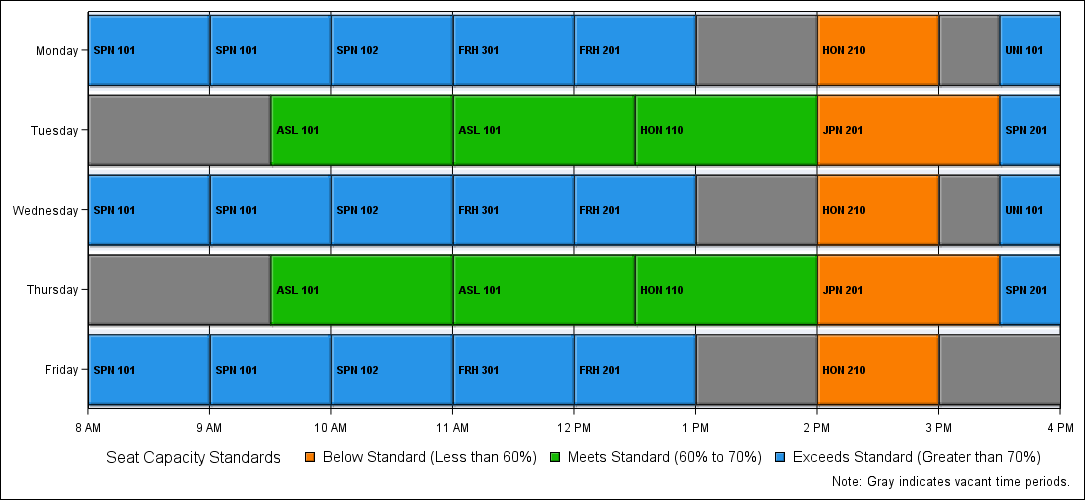 Monday SPN 101 SPN 101 SPN 102 FRH 301 FRH 201 HON 210 UNI 101
Tuesday ASL 101 ASL 101 HON 110 JPN 201 SPN 201
Wednesday SPN 101 SPN 101 SPN 102 FRH 301 FRH 201 HON 210 UNI 101
Thursday ASL 101 ASL 101 HON 110 JPN 201 SPN 201
Friday SPN 101 SPN 101 SPN 102 FRH 301 FRH 201 HON 210
8 AM 9 AM 10 AM 11 AM 12 PM 1 PM 2 PM 3 PM 4 PM
Seat Capacity Standards Below Standard (Less than 60%) Meets Standard (60% to 70%) Exceeds Standard (Greater than 70%)
Note: Gray indicates vacant time periods.